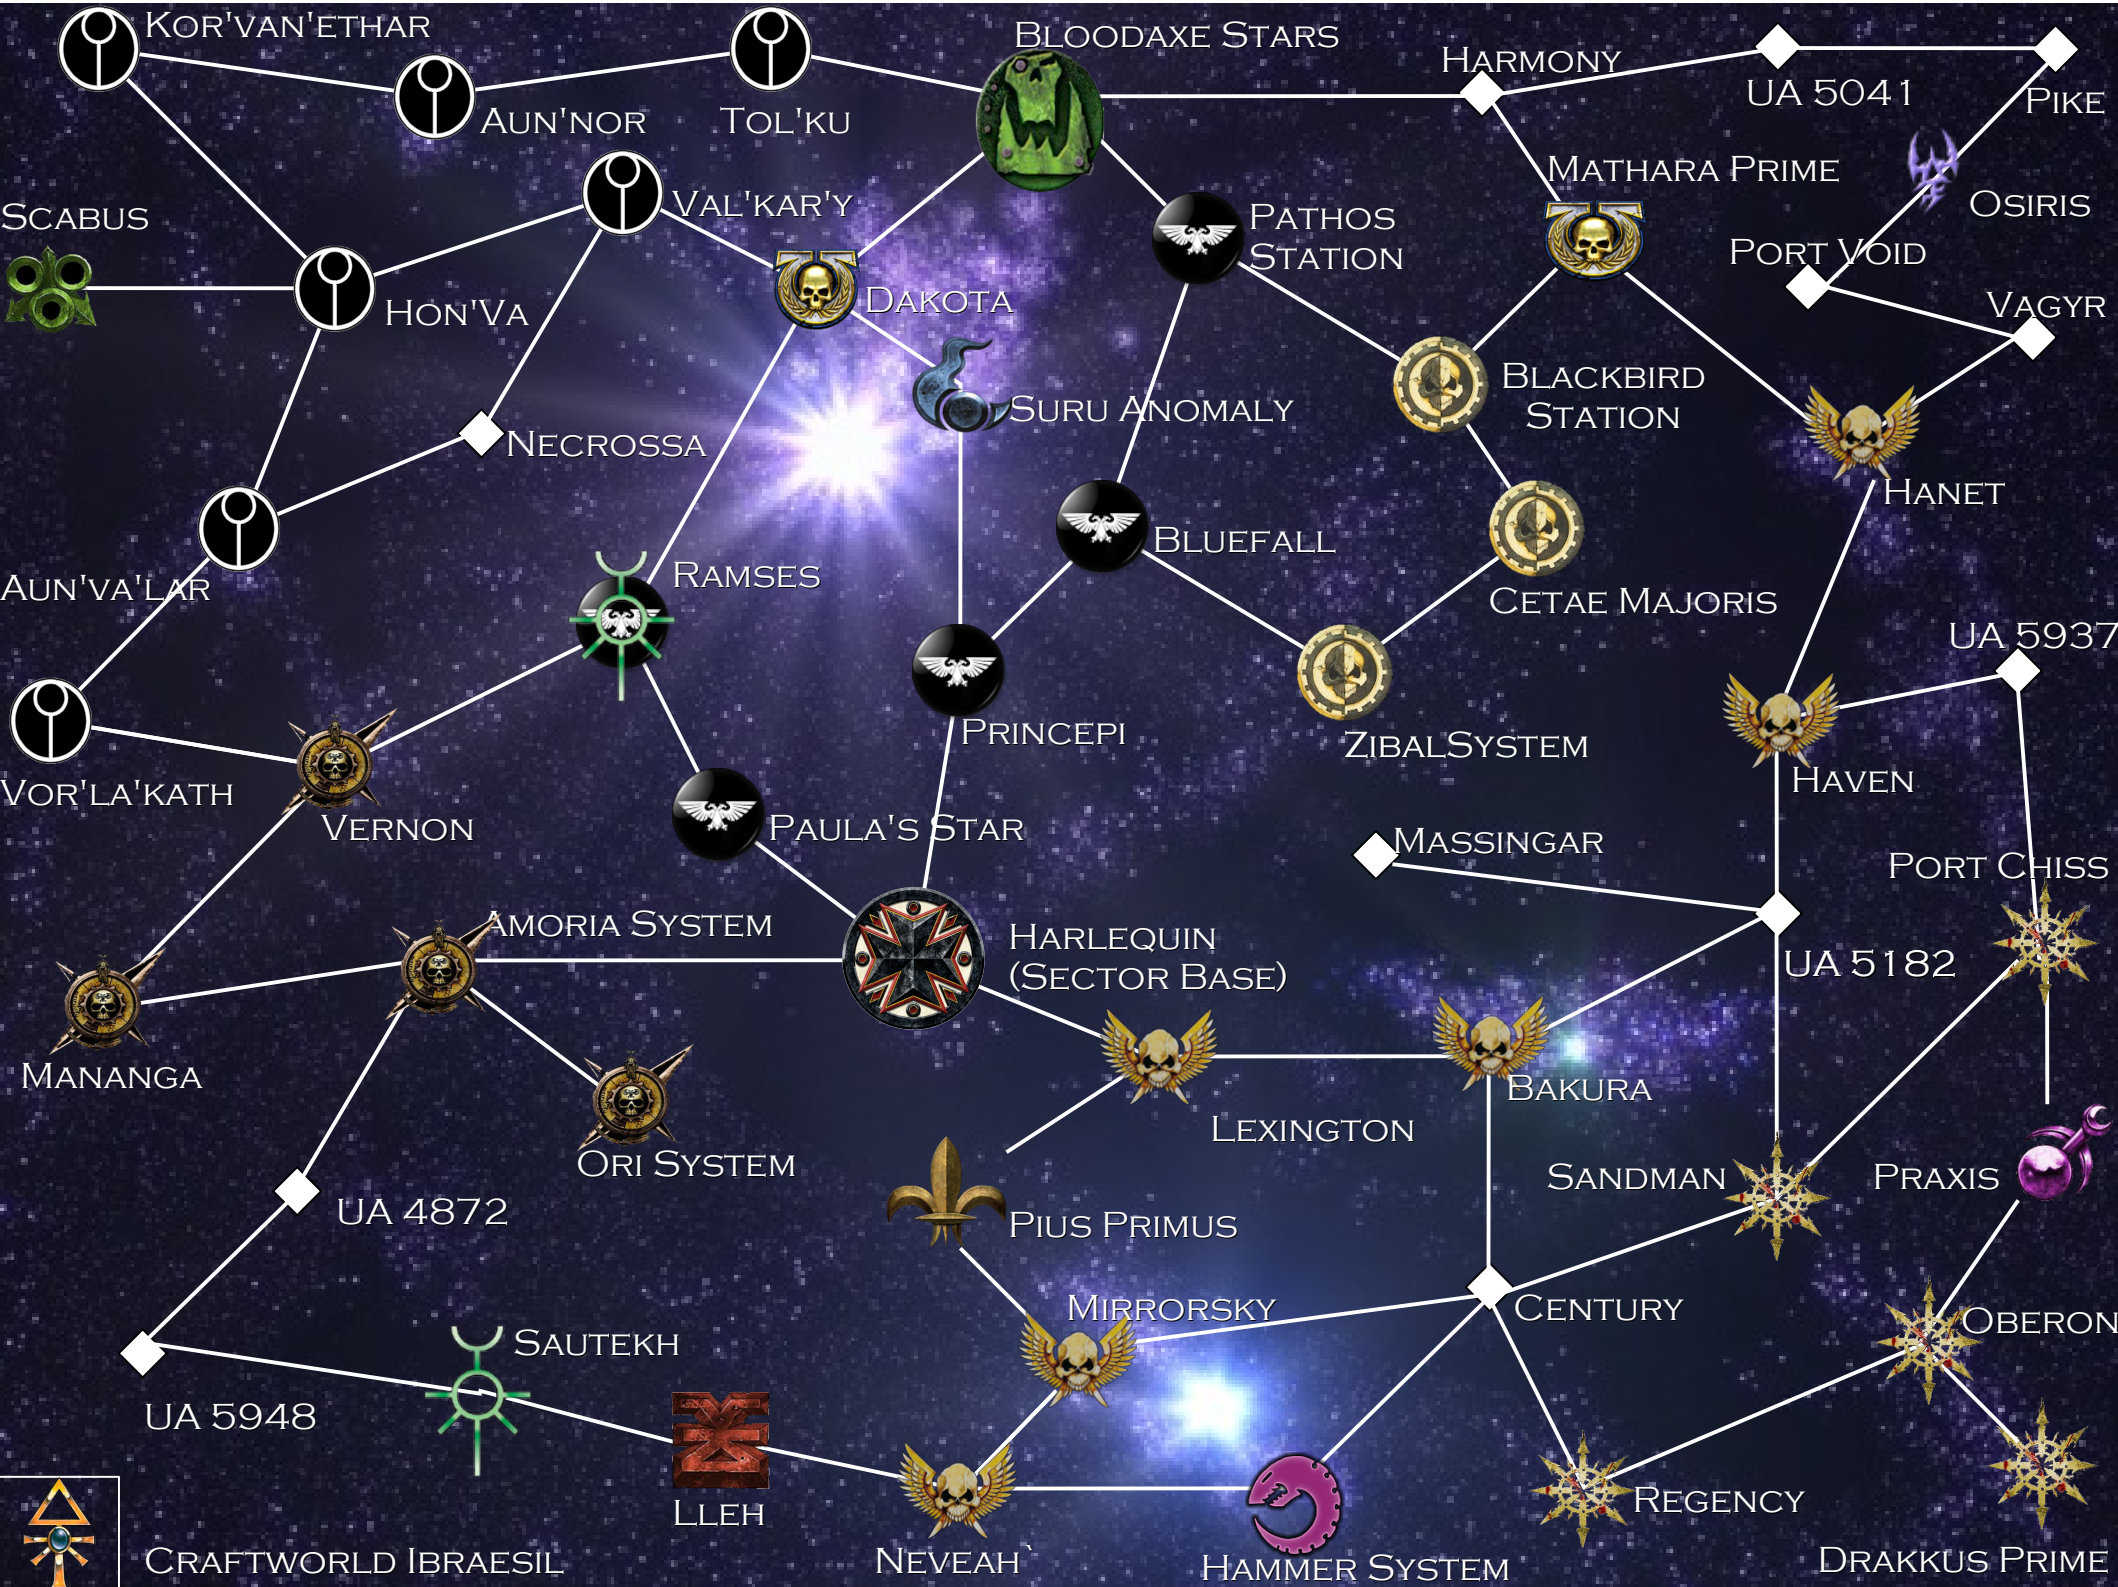 Kor'van'ethar
Bloodaxe Stars
Harmony
UA 5041
Pike
Aun'nor
Tol'ku
Mathara Prime
Val'kar'y
Osiris
Scabus
Pathos
Station
Port Void
Dakota
Vagyr
Hon'Va
Blackbird
Station
Suru Anomaly
Necrossa
Hanet
Bluefall
Ramses
Aun'va'lar
Cetae Majoris
UA 5937
Princepi
ZibalSystem
Haven
Vor'la'kath
Vernon
Paula's Star
Massingar
Port Chiss
Amoria System
Harlequin
(Sector Base)
UA 5182
Mananga
Bakura
Lexington
Ori System
Sandman
Praxis
UA 4872
Pius Primus
Mirrorsky
Century
Oberon
Sautekh
UA 5948
Lleh
Regency
Craftworld Ibraesil
Neveah`
Hammer System
Drakkus Prime